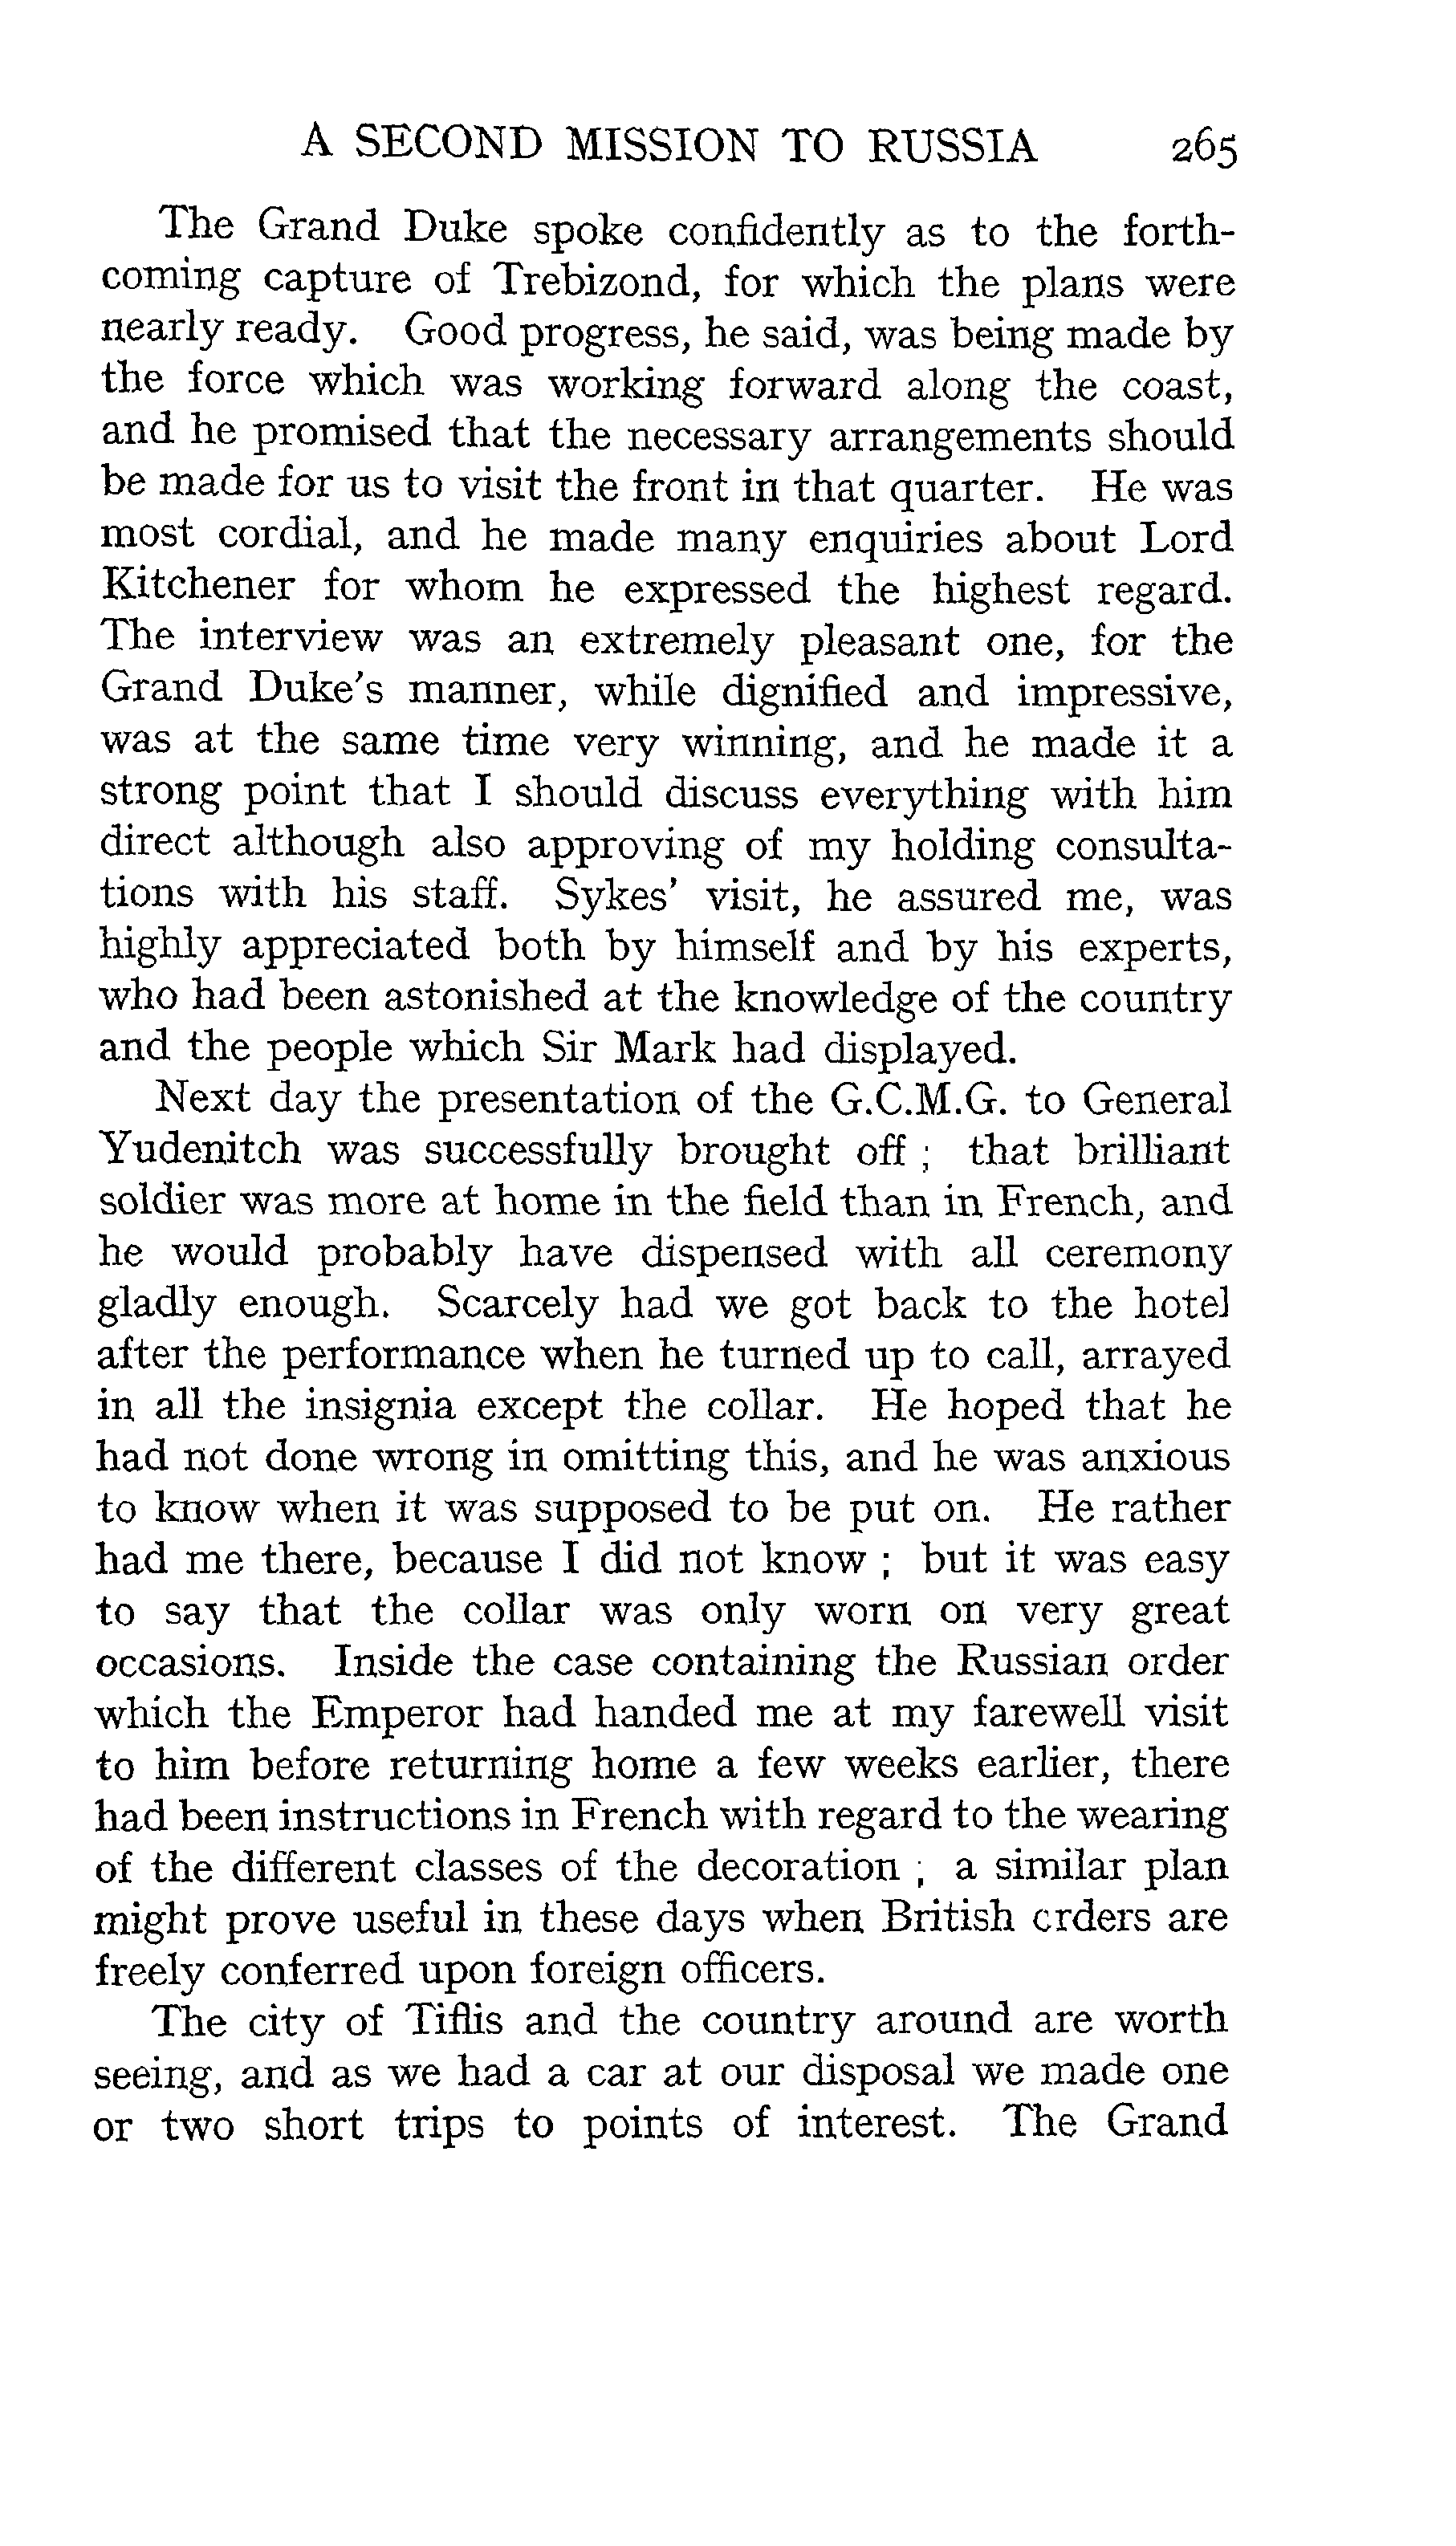 A SECOND MISSION TO RUSSIA 265
The Grand Duke spoke confidently as to the forth-
coming capture of Trebizond, for which the plans were
nearly ready. Good progress, he said, was being made by
the force which was working forward along the coast,
and he promised that the necessary arrangements should
be made for us to visit the front in that quarter. He was
most cordial, and he made many enquiries about Lord
Kitchener for whom he expressed the highest regard.
The interview was an extremely pleasant one, for the
Grand Duke's manner, while dignified and impressive,
was at the same time very winning, and he made it a
strong point that I should discuss everything with him
direct although also approving of my holding consulta-
tions with his staff. Sykes' visit, he assured me, was
highly appreciated both by himself and by his experts,
who had been astonished at the knowledge of the country
and the people which Sir Mark had displayed.
Next day the presentation of the G.C.M.G. to General
Yudenitch was successfully brought off ; that brilliant
soldier was more at home in the field than in French, and
he would probably have dispensed with all ceremony
gladly enough. Scarcely had we got back to the hotel
after the performance when he turned up to call, arrayed
in all the insignia except the collar. He hoped that he
had not done wrong in omitting this, and he was anxious
to know when it was supposed to be put on. He rather
had me there, because I did not know ; but it was easy
to say that the collar was only worn on very great
occasions. Inside the case containing the Russian order
which the Emperor had handed me at my farewell visit
to him before returning home a few weeks earlier, there
had been instructions in French with regard to the wearing
of the different classes of the decoration ; a similar plan
might prove useful in these days when British crders are
freely conferred upon foreign officers.
The city of Tiflis and the country around are worth
seeing, and as we had a car at our disposal we made one
or two short trips to points of interest. The Grand